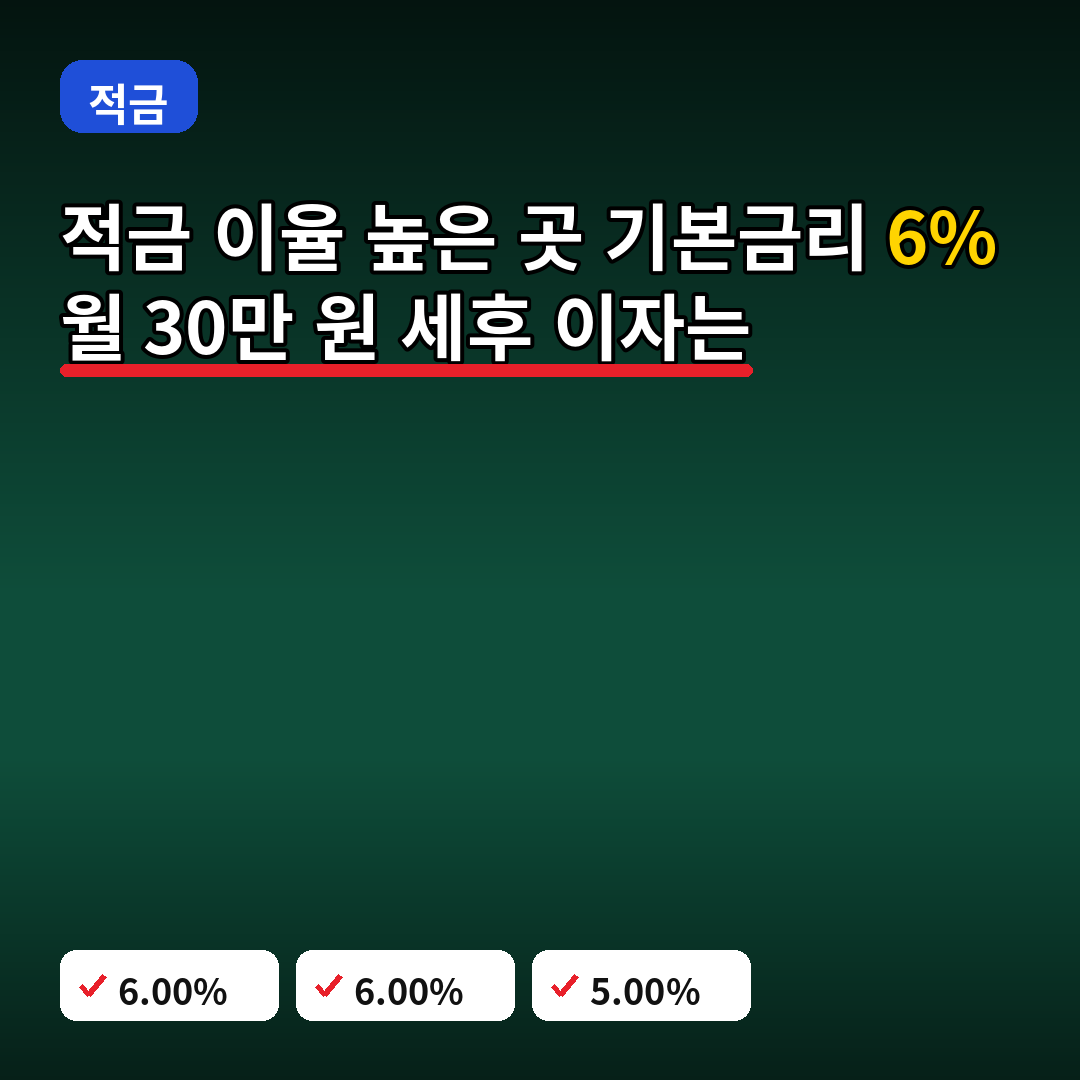 적금
적금 이율 높은 곳 기본금리 6%
월 30만 원 세후 이자는
6.00%
6.00%
5.00%